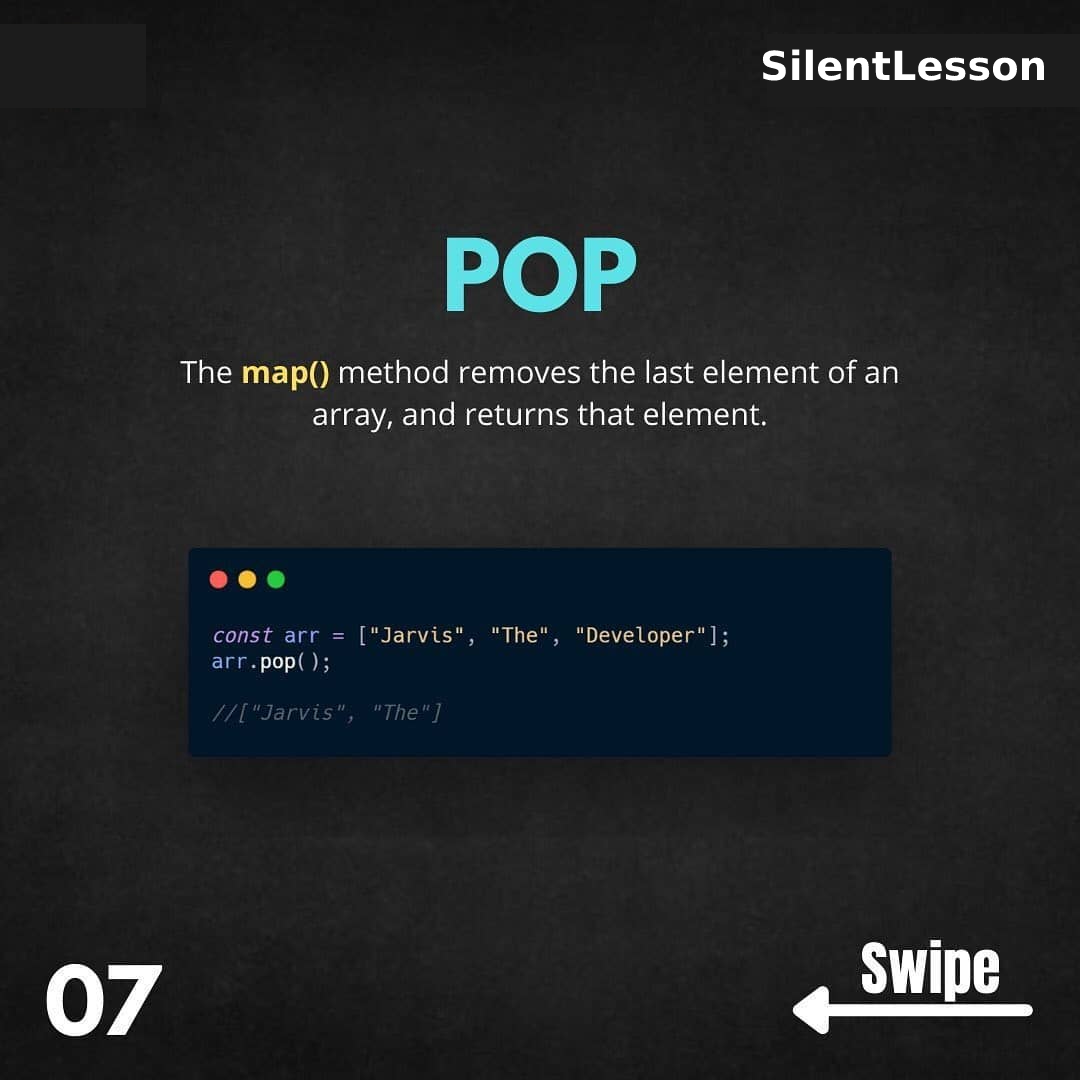 SilentLesson
POP
The map() method removes the last element of an
array, and returns that element.
const arr = ["Jarvis", "The", "Developer"];
arr.pop();
//["Jarvis", "The"]
07
Swipe